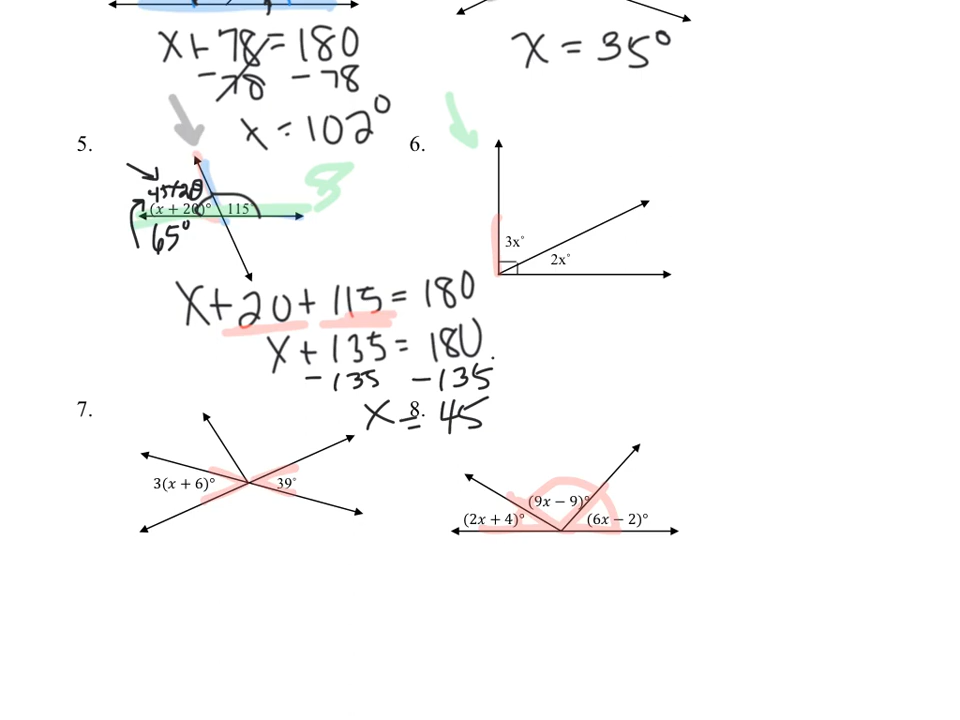 x + 78 = 180
-78 -78
x = 102°
x = 35°
5.
45+20
(x + 20)° 115
65°
x + 20 + 115 = 180
x + 135 = 180
-135 -135
x = 45
6.
3x°
2x°
7.
3(x + 6)° 39°
8.
(9x − 9)°
(2x + 4)° (6x − 2)°